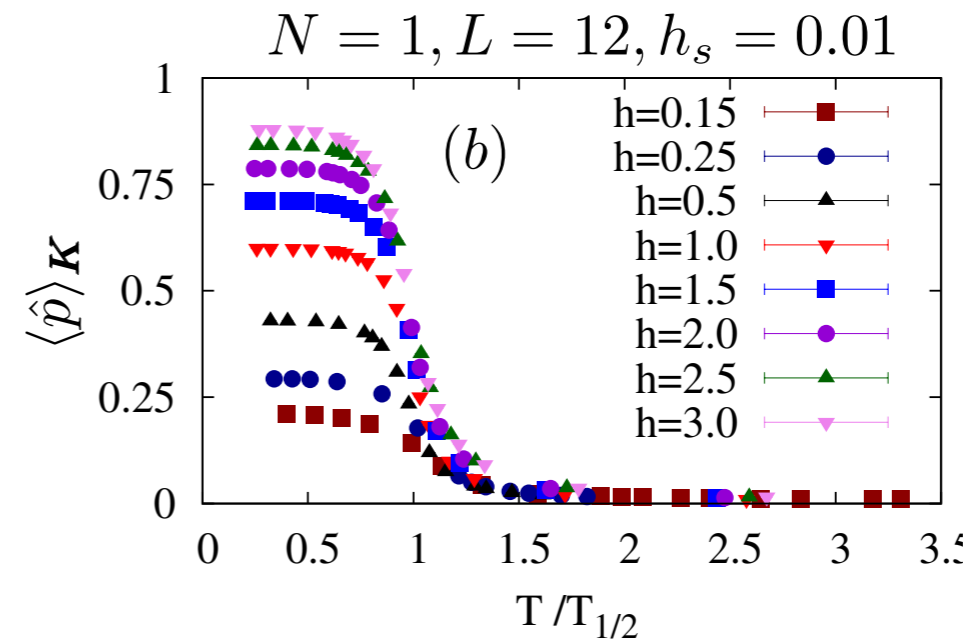 N = 1, L = 12, h_s = 0.01
1
0.75
0.5
0.25
0
⟨p̂⟩_K
(b)
h=0.15
h=0.25
h=0.5
h=1.0
h=1.5
h=2.0
h=2.5
h=3.0
0 0.5 1 1.5 2 2.5 3 3.5
T/T_{1/2}